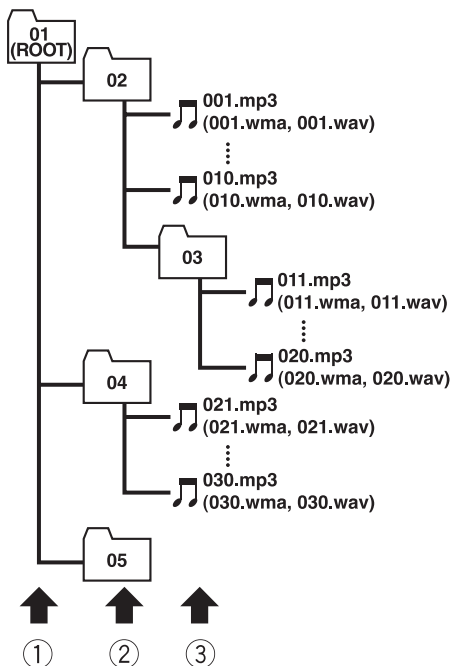 01
(ROOT)
02
001.mp3
(001.wma, 001.wav)
010.mp3
(010.wma, 010.wav)
03
011.mp3
(011.wma, 011.wav)
020.mp3
(020.wma, 020.wav)
04
021.mp3
(021.wma, 021.wav)
030.mp3
(030.wma, 030.wav)
05
① ② ③